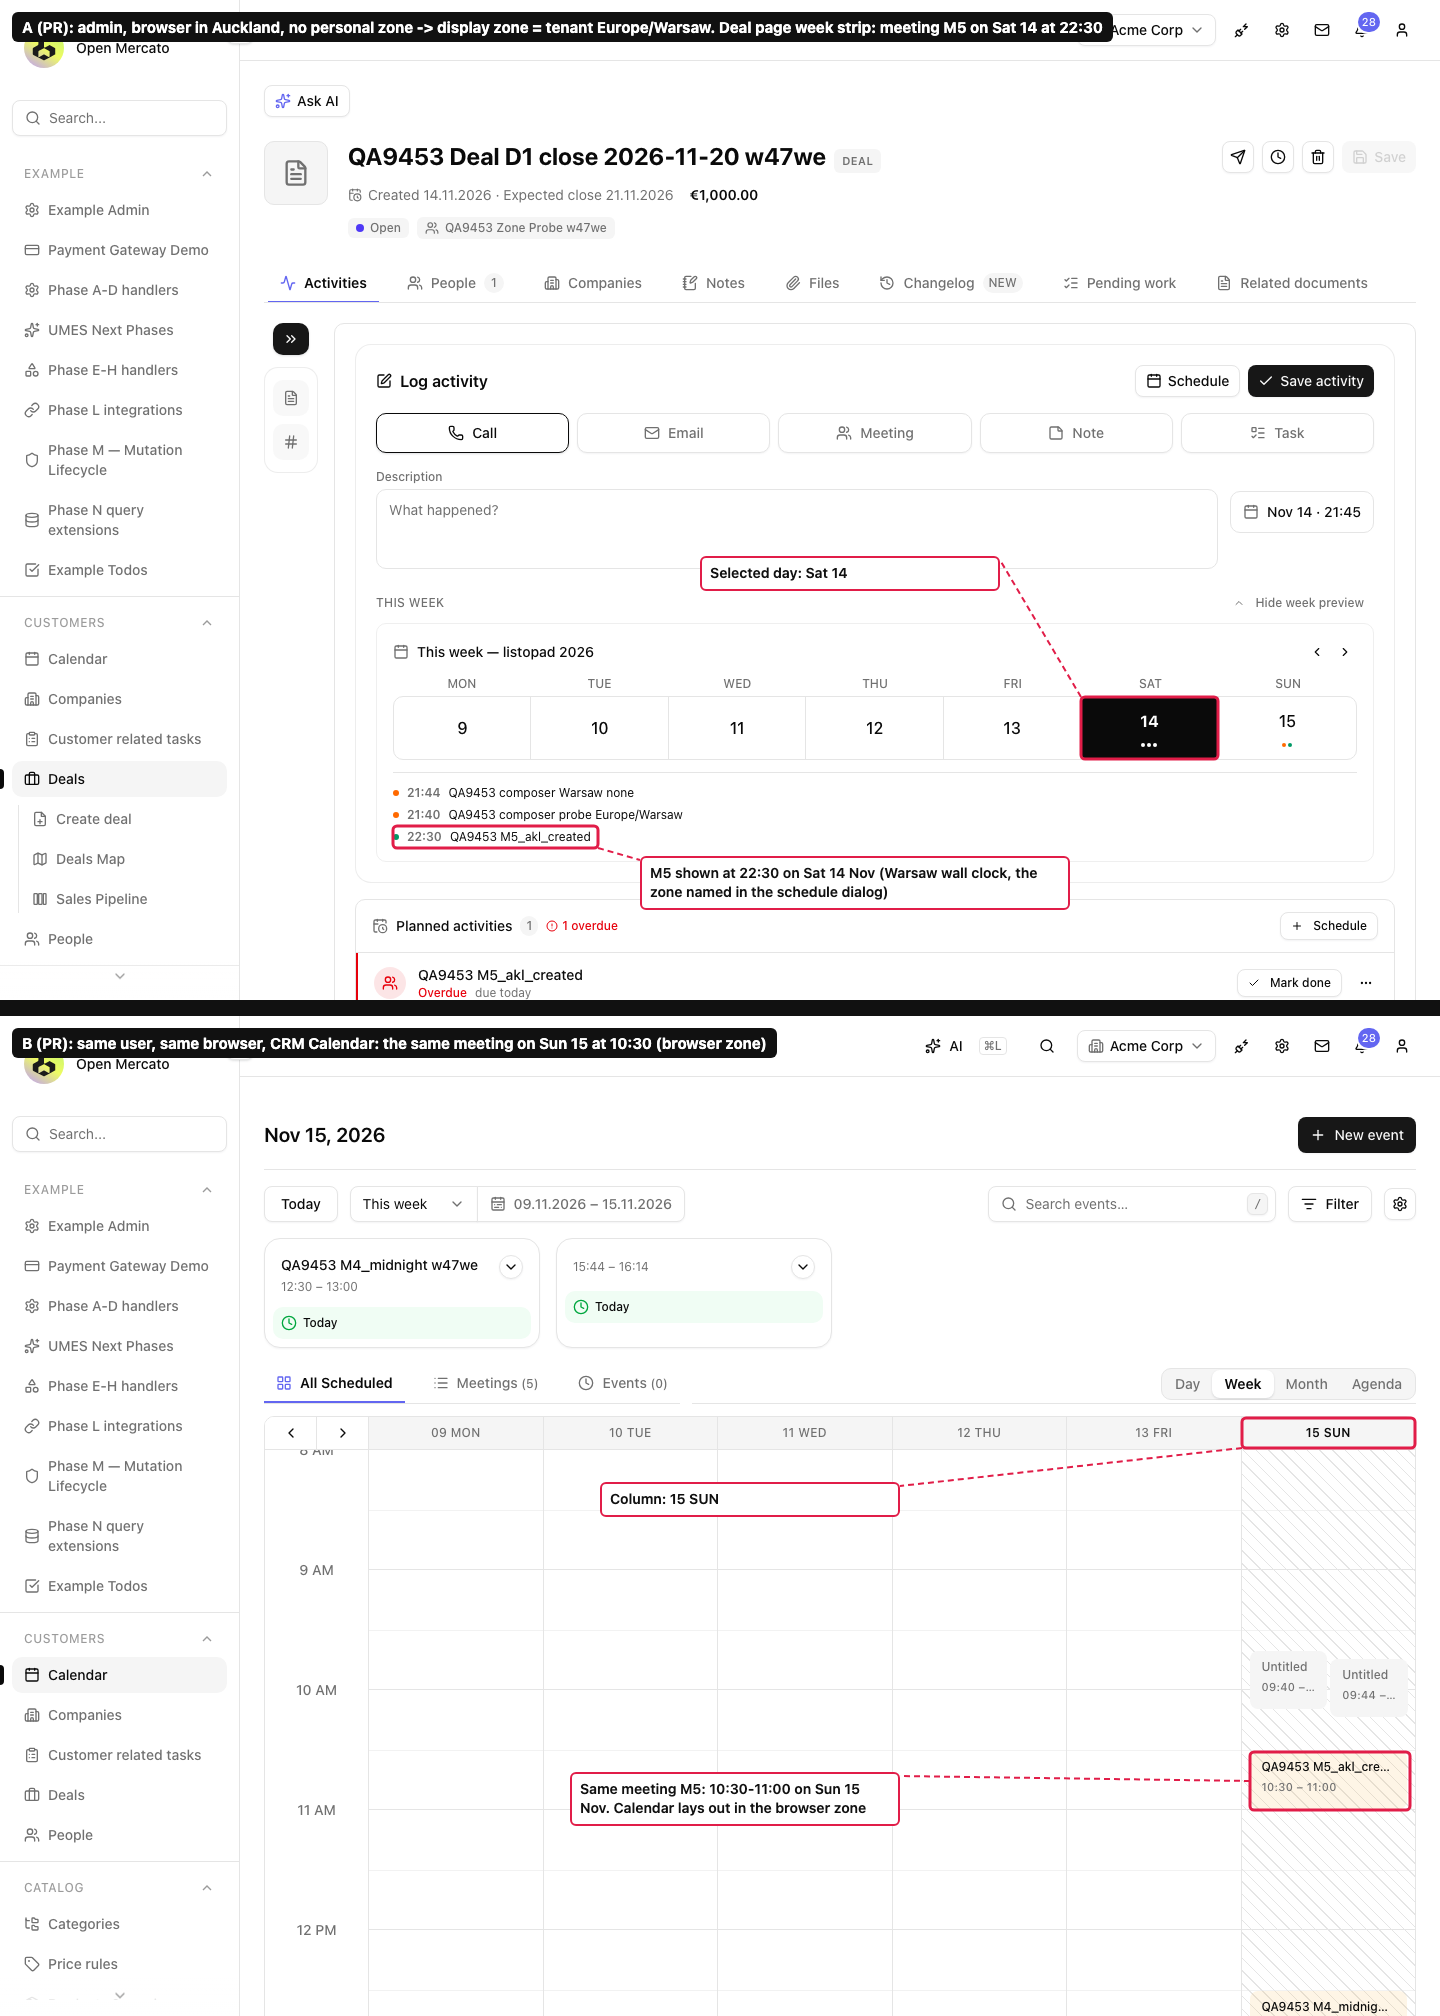 A (PR): admin, browser in Auckland, no personal zone -> display zone = tenant Europe/Warsaw. Deal page week strip: meeting M5 on Sat 14 at 22:30
Acme Corp
28
Open Mercato
Search...
EXAMPLE
Example Admin
Payment Gateway Demo
Phase A-D handlers
UMES Next Phases
Phase E-H handlers
Phase L integrations
Phase M — Mutation
Lifecycle
Phase N query
extensions
Example Todos
CUSTOMERS
Calendar
Companies
Customer related tasks
Deals
Create deal
Deals Map
Sales Pipeline
People
Ask AI
QA9453 Deal D1 close 2026-11-20 w47we DEAL
Save
Created 14.11.2026 · Expected close 21.11.2026 €1,000.00
Open QA9453 Zone Probe w47we
Activities People 1 Companies Notes Files Changelog NEW Pending work Related documents
Log activity
Schedule Save activity
Call Email Meeting Note Task
Description
What happened?
Nov 14 · 21:45
Selected day: Sat 14
THIS WEEK
Hide week preview
This week — listopad 2026
MON TUE WED THU FRI SAT SUN
9 10 11 12 13 14 15
21:44 QA9453 composer Warsaw none
21:40 QA9453 composer probe Europe/Warsaw
22:30 QA9453 M5_akl_created
M5 shown at 22:30 on Sat 14 Nov (Warsaw wall clock, the
zone named in the schedule dialog)
Planned activities 1 1 overdue
Schedule
QA9453 M5_akl_created
Overdue due today
Mark done
B (PR): same user, same browser, CRM Calendar: the same meeting on Sun 15 at 10:30 (browser zone)
AI ⌘L
Acme Corp
28
Open Mercato
Search...
EXAMPLE
Example Admin
Payment Gateway Demo
Phase A-D handlers
UMES Next Phases
Phase E-H handlers
Phase L integrations
Phase M — Mutation
Lifecycle
Phase N query
extensions
Example Todos
CUSTOMERS
Calendar
Companies
Customer related tasks
Deals
People
CATALOG
Categories
Price rules
Nov 15, 2026
New event
Today This week 09.11.2026 – 15.11.2026
Search events... /
Filter
QA9453 M4_midnight w47we
12:30 – 13:00
Today
15:44 – 16:14
Today
All Scheduled Meetings (5) Events (0)
Day Week Month Agenda
09 MON 10 TUE 11 WED 12 THU 13 FRI 15 SUN
8 AM
Column: 15 SUN
9 AM
10 AM
Untitled
09:40 –...
Untitled
09:44 –...
QA9453 M5_akl_cre...
10:30 – 11:00
Same meeting M5: 10:30-11:00 on Sun 15
Nov. Calendar lays out in the browser zone
11 AM
12 PM
QA9453 M4_midnig...